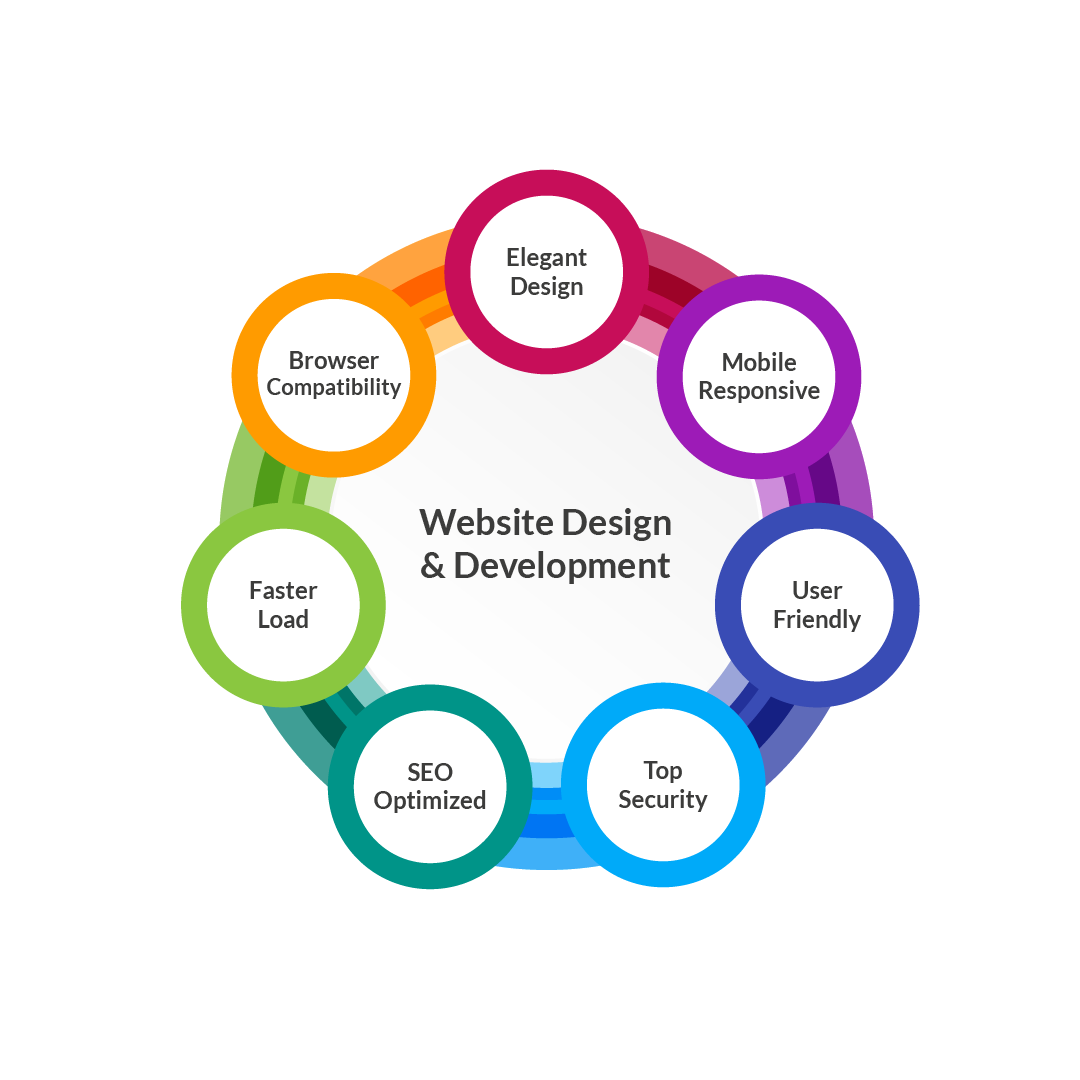 Elegant
Design
Mobile
Responsive
User
Friendly
Top
Security
SEO
Optimized
Faster
Load
Browser
Compatibility
Website Design
& Development